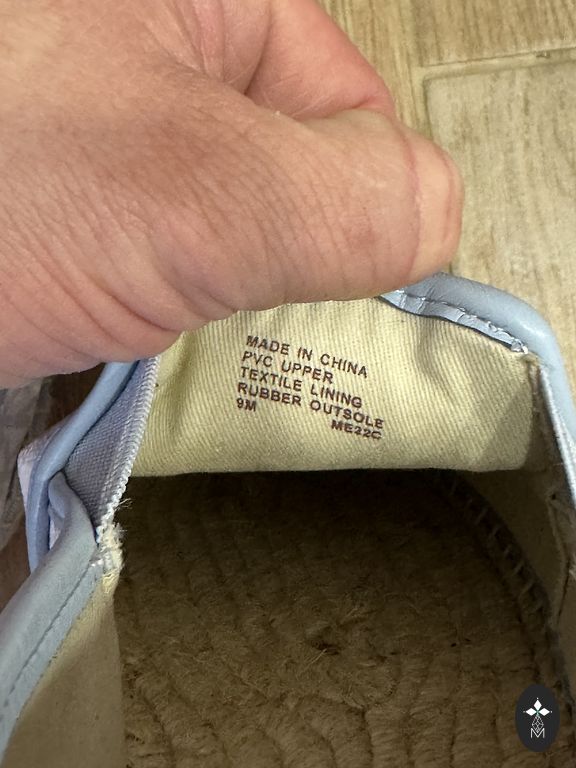 MADE IN CHINA
PVC UPPER
TEXTILE LINING
RUBBER OUTSOLE
9M ME22C
M